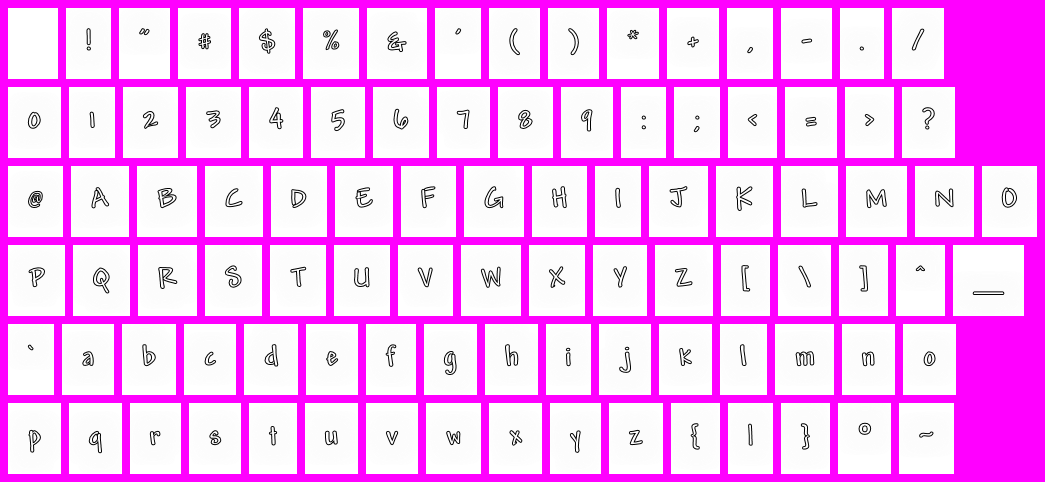 ! " # $ % & ' ( ) * + , - . /
0 1 2 3 4 5 6 7 8 9 : ; < = > ?
@ A B C D E F G H I J K L M N O
P Q R S T U V W X Y Z [ \ ] ^ _
` a b c d e f g h i j k l m n o
p q r s t u v w x y z { | } ° ~